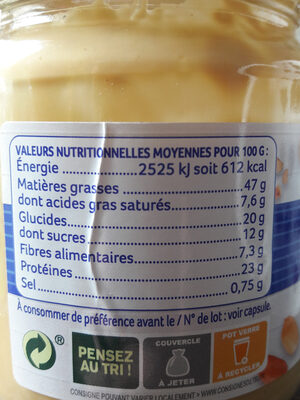 VALEURS NUTRITIONNELLES MOYENNES POUR 100 G :
Énergie ................2525 kJ soit 612 kcal
Matières grasses ..................47 g
dont acides gras saturés.........7,6 g
Glucides................................20 g
dont sucres ..........................12 g
Fibres alimentaires................7,3 g
Protéines .............................23 g
Sel.....................................0,75 g
À consommer de préférence avant le / N° de lot : voir capsule.
PENSEZ
AU TRI !
COUVERCLE
À JETER
POT VERRE
À RECYCLER
CONSIGNE POUVANT VARIER LOCALEMENT > WWW.CONSIGNESDETRI